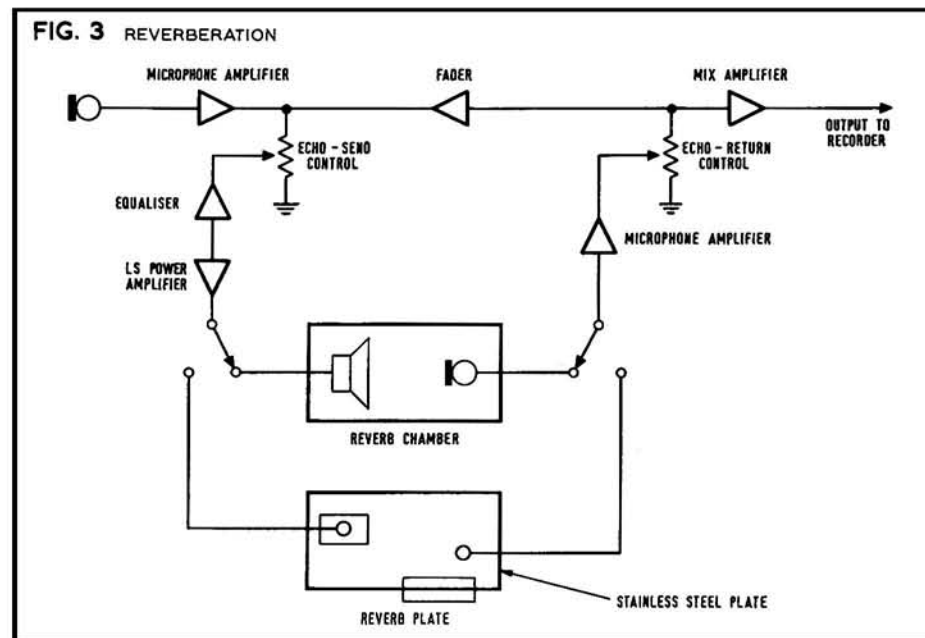 FIG. 3 REVERBERATION
MICROPHONE AMPLIFIER
FADER
MIX AMPLIFIER
OUTPUT TO
RECORDER
ECHO - SEND
CONTROL
ECHO - RETURN
CONTROL
EQUALISER
MICROPHONE AMPLIFIER
LS POWER
AMPLIFIER
REVERB CHAMBER
STAINLESS STEEL PLATE
REVERB PLATE